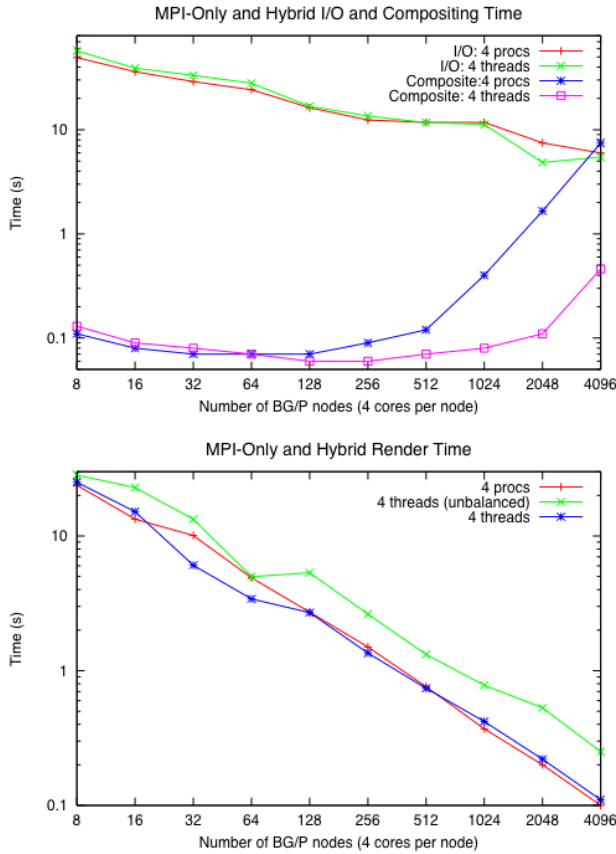 MPI-Only and Hybrid I/O and Compositing Time
I/O: 4 procs
I/O: 4 threads
Composite:4 procs
Composite: 4 threads
10
1
0.1
Time (s)
8 16 32 64 128 256 512 1024 2048 4096
Number of BG/P nodes (4 cores per node)
MPI-Only and Hybrid Render Time
4 procs
4 threads (unbalanced)
4 threads
10
1
0.1
Time (s)
8 16 32 64 128 256 512 1024 2048 4096
Number of BG/P nodes (4 cores per node)